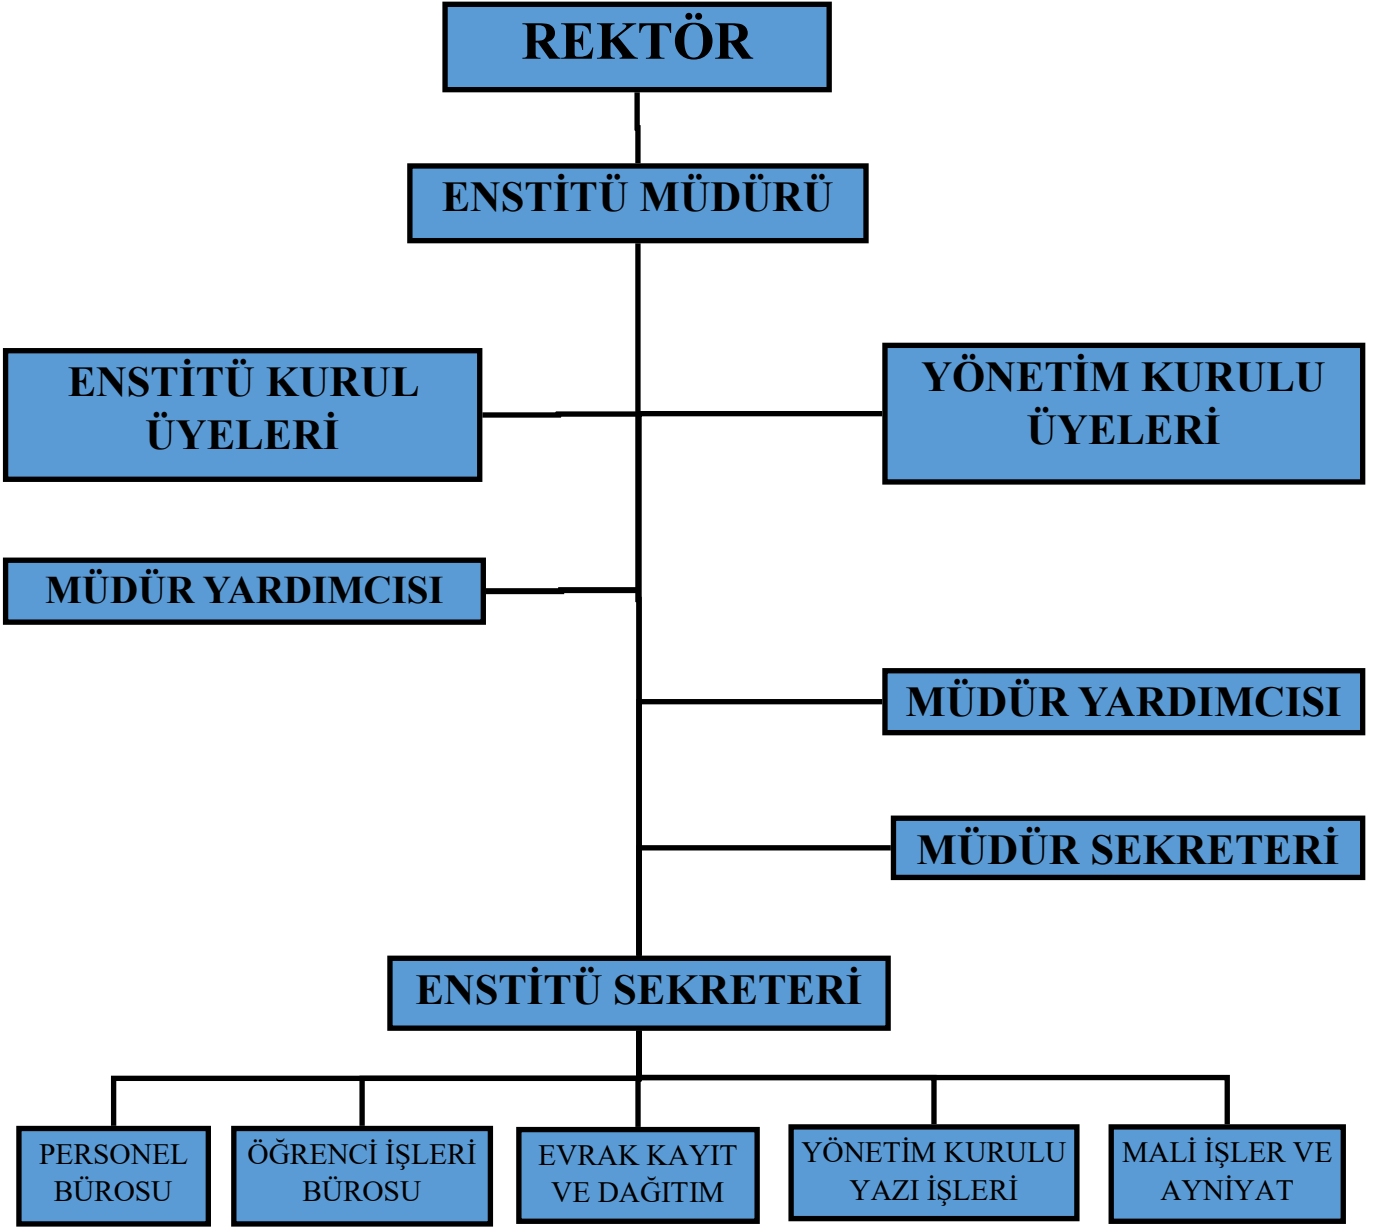 REKTÖR
ENSTİTÜ MÜDÜRÜ
ENSTİTÜ KURUL
ÜYELERİ
YÖNETİM KURULU
ÜYELERİ
MÜDÜR YARDIMCISI
MÜDÜR YARDIMCISI
MÜDÜR SEKRETERİ
ENSTİTÜ SEKRETERİ
PERSONEL
BÜROSU
ÖĞRENCİ İŞLERİ
BÜROSU
EVRAK KAYIT
VE DAĞITIM
YÖNETİM KURULU
YAZI İŞLERİ
MALİ İŞLER VE
AYNİYAT